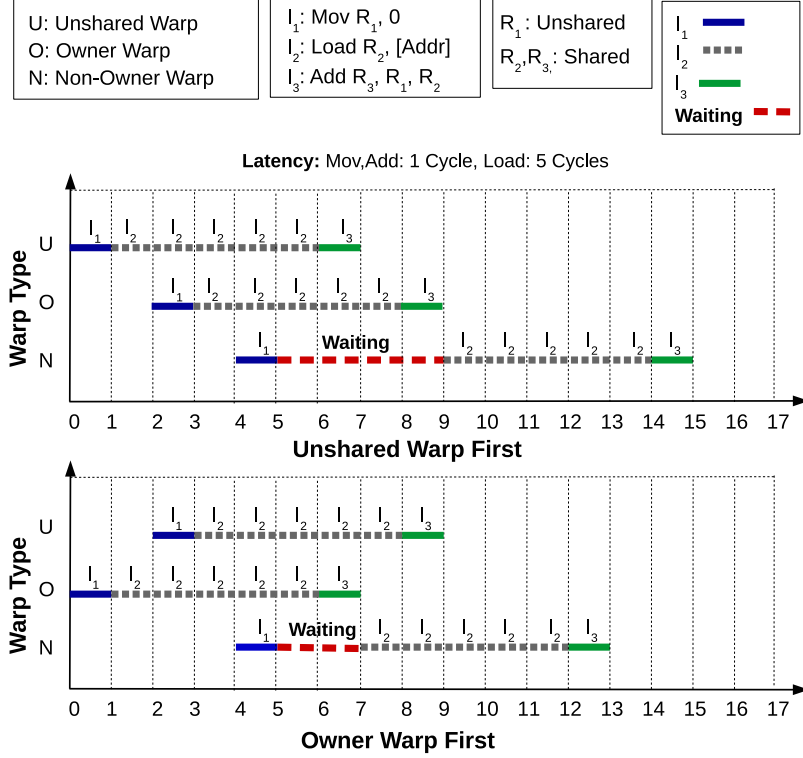 U: Unshared Warp
O: Owner Warp
N: Non-Owner Warp
I1: Mov R1, 0
I2: Load R2, [Addr]
I3: Add R3, R1, R2
R1 : Unshared
R2,R3,: Shared
I1
I2
I3
Waiting
Latency: Mov,Add: 1 Cycle, Load: 5 Cycles
Warp Type
U I1 I2 I2 I2 I2 I2 I3
O I1 I2 I2 I2 I2 I2 I3
Waiting
N I1 I2 I2 I2 I2 I2 I3
0 1 2 3 4 5 6 7 8 9 10 11 12 13 14 15 16 17
Unshared Warp First
Warp Type
U I1 I2 I2 I2 I2 I2 I3
O I1 I2 I2 I2 I2 I2 I3
N I1 Waiting I2 I2 I2 I2 I2 I3
0 1 2 3 4 5 6 7 8 9 10 11 12 13 14 15 16 17
Owner Warp First